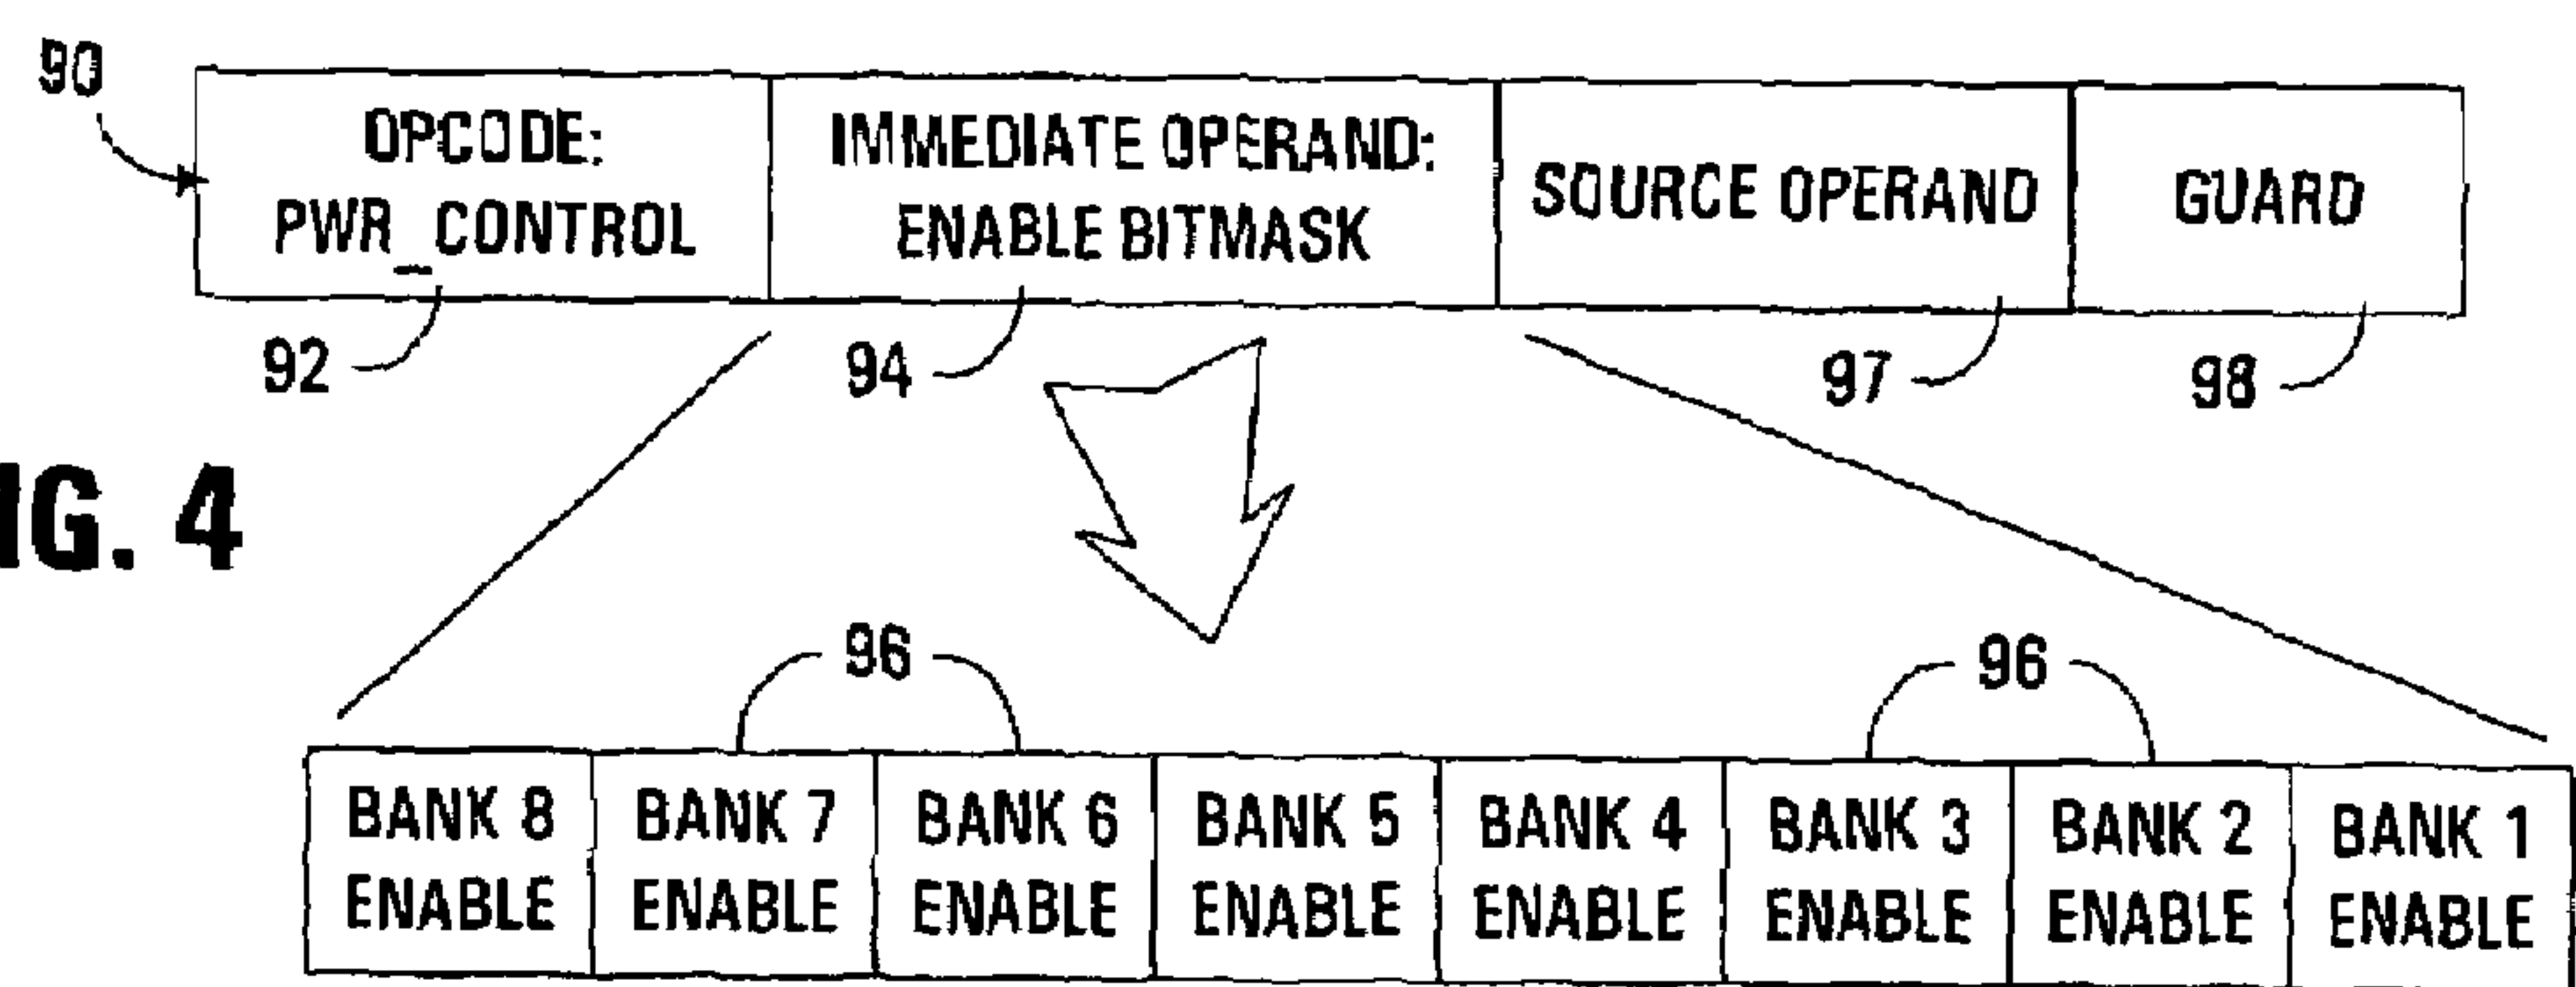 90
OPCODE:
PWR_CONTROL
IMMEDIATE OPERAND:
ENABLE BITMASK
SOURCE OPERAND
GUARD
92
94
97
98
IG. 4
96
96
BANK 8
ENABLE
BANK 7
ENABLE
BANK 6
ENABLE
BANK 5
ENABLE
BANK 4
ENABLE
BANK 3
ENABLE
BANK 2
ENABLE
BANK 1
ENABLE